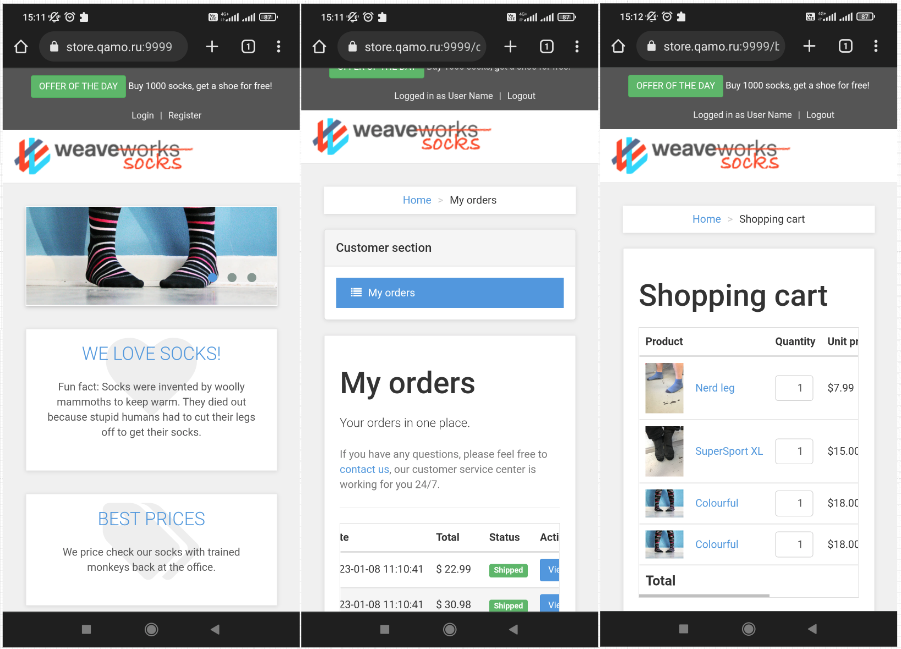 15:11
4G+
87
store.qamo.ru:9999
1
OFFER OF THE DAY Buy 1000 socks, get a shoe for free!
Login | Register
weaveworks
socks
WE LOVE SOCKS!
Fun fact: Socks were invented by woolly
mammoths to keep warm. They died out
because stupid humans had to cut their legs
off to get their socks.
BEST PRICES
We price check our socks with trained
monkeys back at the office.
15:11
4G+
87
store.qamo.ru:9999/c
1
OFFER OF THE DAY Buy 1000 socks, get a shoe for free!
Logged in as User Name | Logout
weaveworks
socks
Home > My orders
Customer section
My orders
My orders
Your orders in one place.
If you have any questions, please feel free to
contact us, our customer service center is
working for you 24/7.
te Total Status Acti
23-01-08 11:10:41 $ 22.99 Shipped Vie
23-01-08 11:10:41 $ 30.98 Shipped Vie
15:12
4G+
87
store.qamo.ru:9999/b
1
OFFER OF THE DAY Buy 1000 socks, get a shoe for free!
Logged in as User Name | Logout
weaveworks
socks
Home > Shopping cart
Shopping cart
Product Quantity Unit pr
Nerd leg 1 $7.99
SuperSport XL 1 $15.00
Colourful 1 $18.00
Colourful 1 $18.00
Total